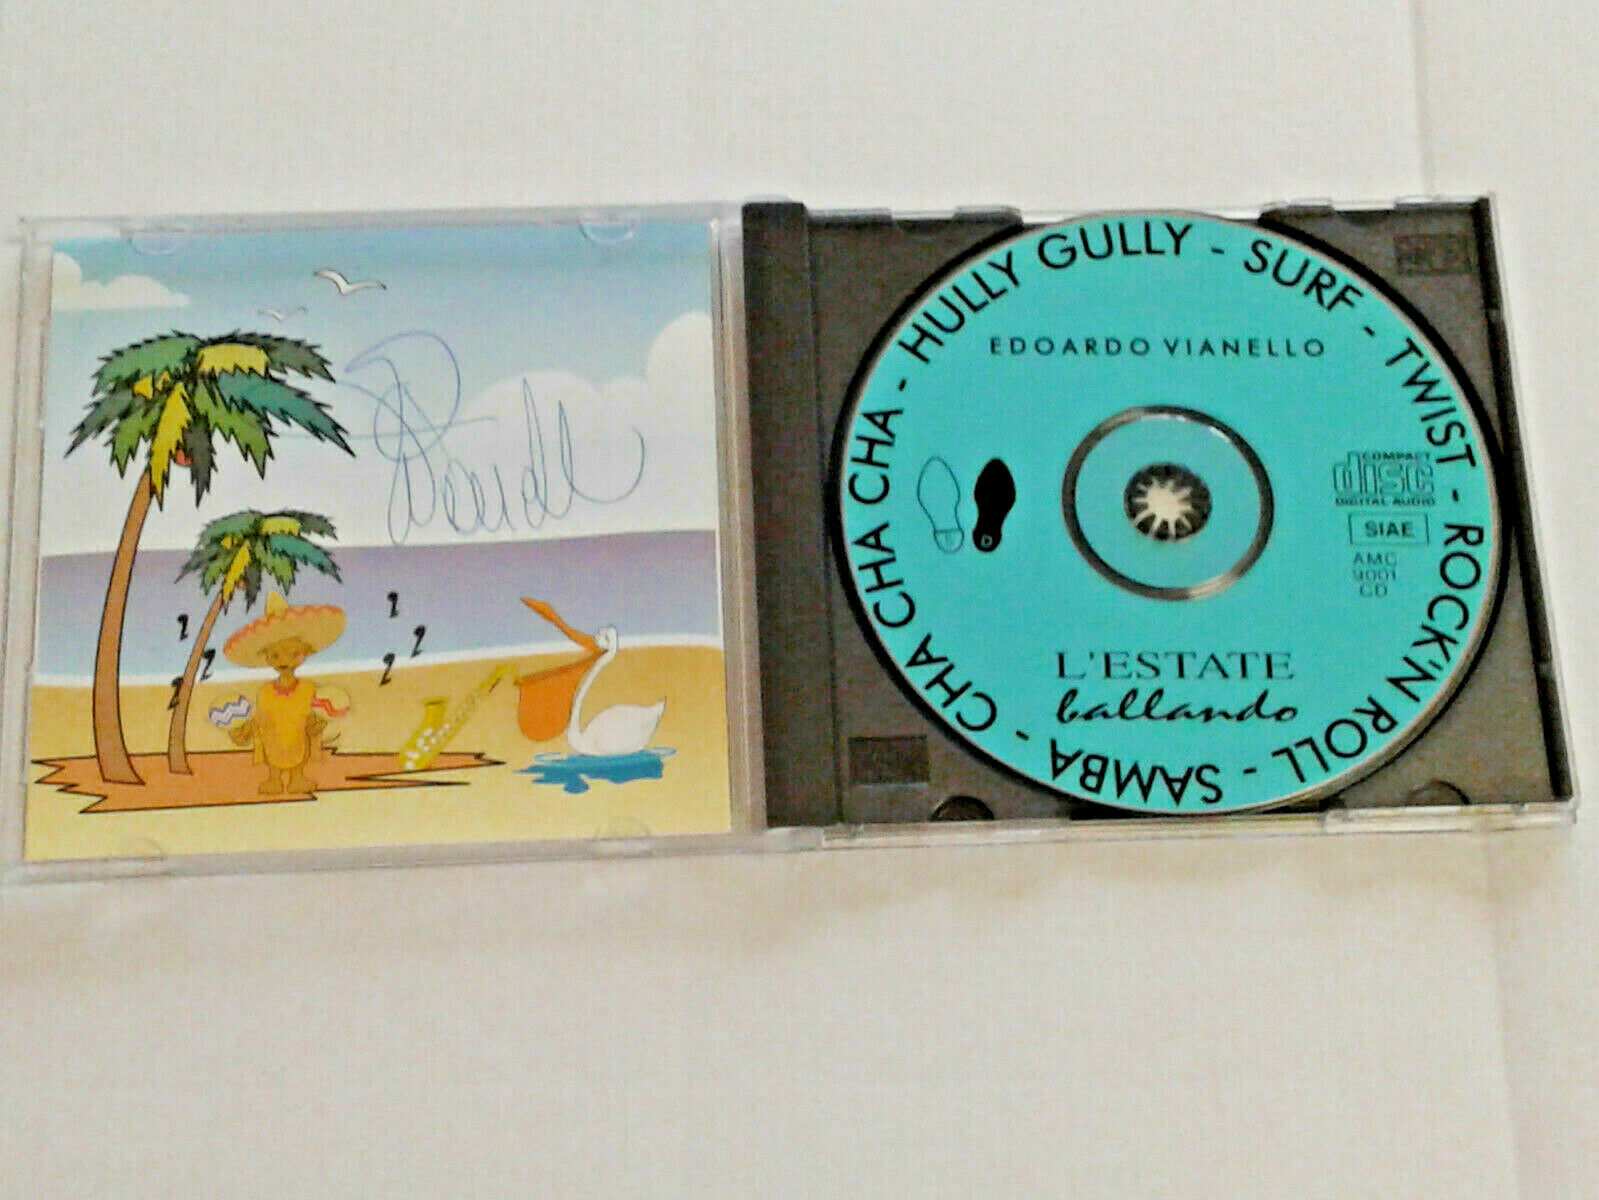 HULLY GULLY - SURF - TWIST - ROCK'N ROLL - SAMBA - CHA CHA CHA -
EDOARDO VIANELLO
COMPACT
disc
DIGITAL AUDIO
SIAE
AMC
9001
CD
D
L'ESTATE
ballando